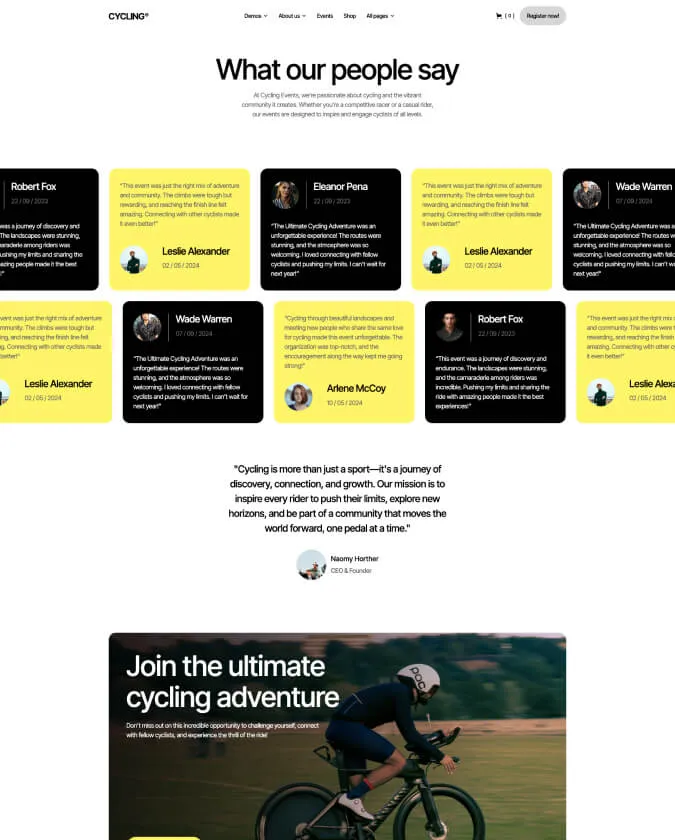 CYCLING®
Demos
About us
Events
Shop
All pages
( 0 )
Register now!
What our people say
At Cycling Events, we're passionate about cycling and the vibrant
community it creates. Whether you're a competitive racer or a casual rider,
our events are designed to inspire and engage cyclists of all levels.
Robert Fox
22 / 09 / 2023
was a journey of discovery and
The landscapes were stunning,
maraderie among riders was
ushing my limits and sharing the
azing people made it the best
"This event was just the right mix of adventure
and community. The climbs were tough but
rewarding, and reaching the finish line felt
amazing. Connecting with other cyclists made
it even better!"
Leslie Alexander
02 / 05 / 2024
Eleanor Pena
22 / 09 / 2023
"The Ultimate Cycling Adventure was an
unforgettable experience! The routes were
stunning, and the atmosphere was so
welcoming. I loved connecting with fellow
cyclists and pushing my limits. I can't wait for
next year!"
"This event was just the right mix of adventure
and community. The climbs were tough but
rewarding, and reaching the finish line felt
amazing. Connecting with other cyclists made
it even better!"
Leslie Alexander
02 / 05 / 2024
Wade Warren
07 / 09 / 2024
"The Ultimate Cycling Adventure was
unforgettable experience! The routes w
stunning, and the atmosphere was so
welcoming. I loved connecting with fello
cyclists and pushing my limits. I can't wa
next year!"
ent was just the right mix of adventure
mmunity. The climbs were tough but
ng, and reaching the finish line felt
g. Connecting with other cyclists made
better!"
Leslie Alexander
02 / 05 / 2024
Wade Warren
07 / 09 / 2024
"The Ultimate Cycling Adventure was an
unforgettable experience! The routes were
stunning, and the atmosphere was so
welcoming. I loved connecting with fellow
cyclists and pushing my limits. I can't wait for
next year!"
"Cycling through beautiful landscapes and
meeting new people who share the same love
for cycling made this event unforgettable. The
organization was top-notch, and the
encouragement along the way kept me going
strong!"
Arlene McCoy
10 / 05 / 2024
Robert Fox
22 / 09 / 2023
"This event was a journey of discovery and
endurance. The landscapes were stunning,
and the camaraderie among riders was
incredible. Pushing my limits and sharing the
ride with amazing people made it the best
experiences!"
"This event was just the right mix of
and community. The climbs were
rewarding, and reaching the finish line
amazing. Connecting with other cy
it even better!"
Leslie Alexa
02 / 05 / 2024
"Cycling is more than just a sport—it's a journey of
discovery, connection, and growth. Our mission is to
inspire every rider to push their limits, explore new
horizons, and be part of a community that moves the
world forward, one pedal at a time."
Naomy Horther
CEO & Founder
Join the ultimate
cycling adventure
Don't miss out on this incredible opportunity to challenge yourself, connect
with fellow cyclists, and experience the thrill of the ride!
POC